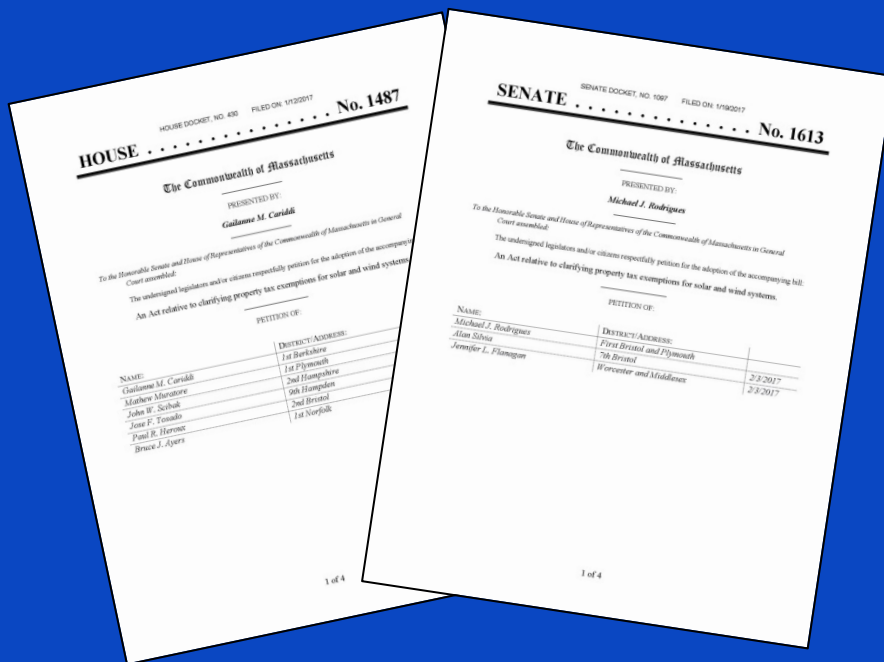 HOUSE DOCKET, NO. 430 FILED ON: 1/12/2017
HOUSE . . . . . . . . . . . . . . . No. 1487
The Commonwealth of Massachusetts
PRESENTED BY:
Gailanne M. Cariddi
To the Honorable Senate and House of Representatives of the Commonwealth of Massachusetts in General
Court assembled:
The undersigned legislators and/or citizens respectfully petition for the adoption of the accompanying
An Act relative to clarifying property tax exemptions for solar and wind systems.
PETITION OF:
NAME: DISTRICT/ADDRESS:
Gailanne M. Cariddi 1st Berkshire
Mathew Muratore 1st Plymouth
John W. Scibak 2nd Hampshire
Jose F. Tosado 9th Hampden
Paul R. Heroux 2nd Bristol
Bruce J. Ayers 1st Norfolk
1 of 4
SENATE DOCKET, NO. 1097 FILED ON: 1/19/2017
SENATE . . . . . . . . . . . . . . No. 1613
The Commonwealth of Massachusetts
PRESENTED BY:
Michael J. Rodrigues
To the Honorable Senate and House of Representatives of the Commonwealth of Massachusetts in General
Court assembled:
The undersigned legislators and/or citizens respectfully petition for the adoption of the accompanying bill:
An Act relative to clarifying property tax exemptions for solar and wind systems.
PETITION OF:
NAME: DISTRICT/ADDRESS:
Michael J. Rodrigues First Bristol and Plymouth
Alan Silvia 7th Bristol 2/3/2017
Jennifer L. Flanagan Worcester and Middlesex 2/3/2017
1 of 4